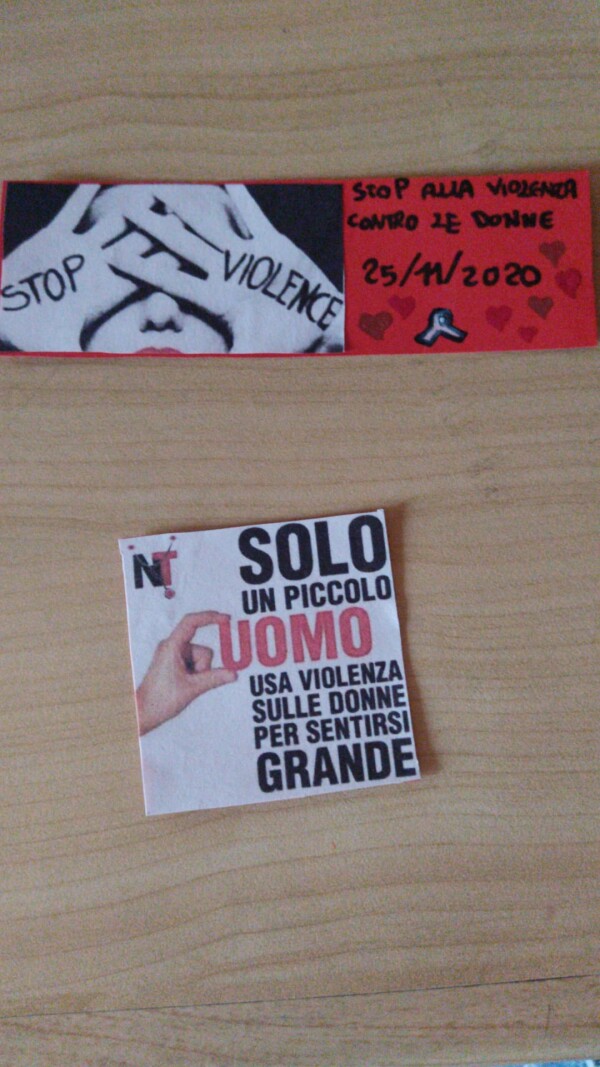 STOP
VIOLENCE
STOP ALLA VIOLENZA
CONTRO LE DONNE
25/11/2020
NT
SOLO
UN PICCOLO
UOMO
USA VIOLENZA
SULLE DONNE
PER SENTIRSI
GRANDE